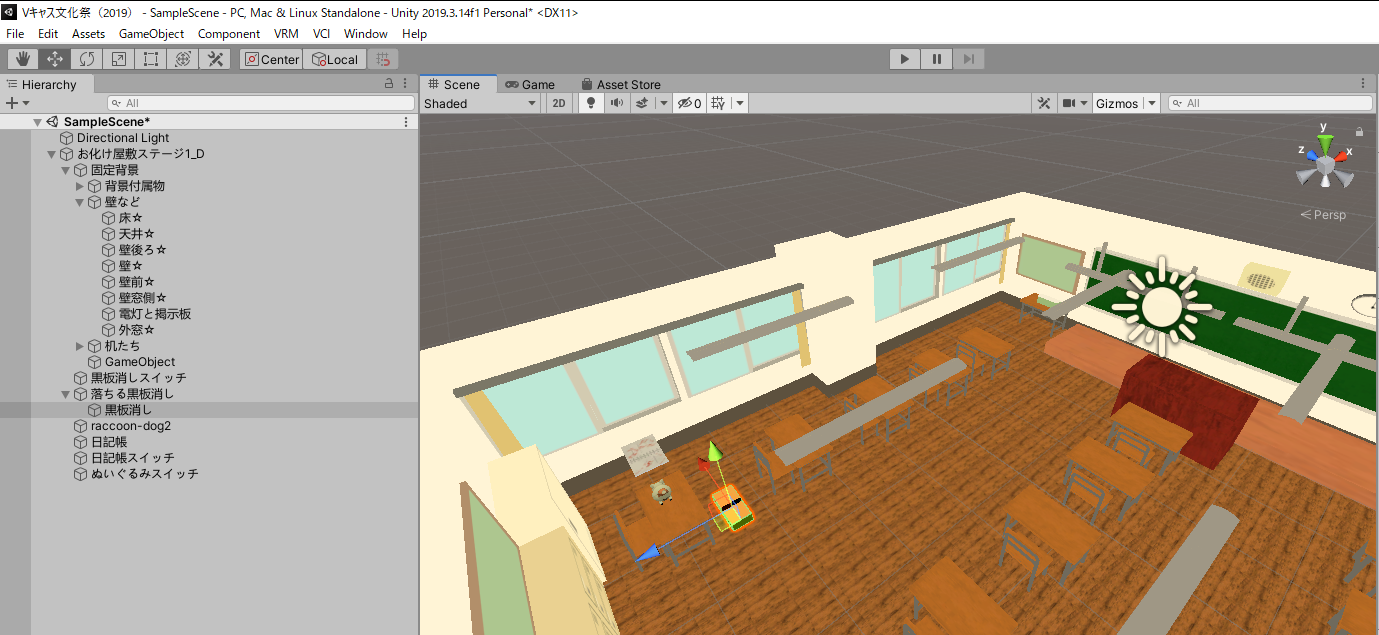 Vキャス文化祭（2019） - SampleScene - PC, Mac & Linux Standalone - Unity 2019.3.14f1 Personal* <DX11>
File Edit Assets GameObject Component VRM VCI Window Help
Center Local
Hierarchy
All
SampleScene*
Directional Light
お化け屋敷ステージ1_D
固定背景
背景付属物
壁など
床☆
天井☆
壁後ろ☆
壁☆
壁前☆
壁窓側☆
電灯と掲示板
外窓☆
机たち
GameObject
黒板消しスイッチ
落ちる黒板消し
黒板消し
raccoon-dog2
日記帳
日記帳スイッチ
ぬいぐるみスイッチ
Scene Game Asset Store
Shaded 2D 0 Gizmos All
y
z x
Persp